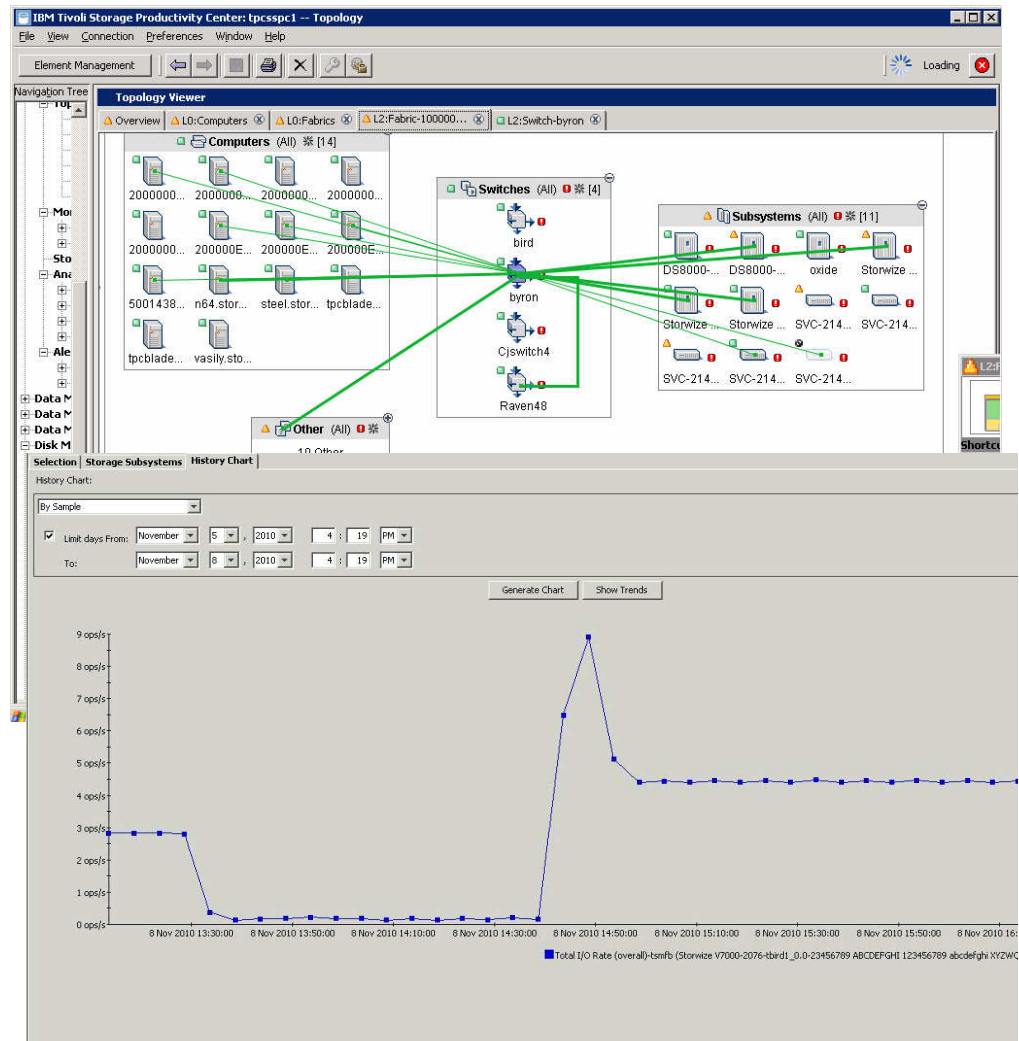 IBM Tivoli Storage Productivity Center: tpcsspc1 -- Topology
File View Connection Preferences Window Help
Element Management
Loading
Navigation Tree
Topology Viewer
Overview L0:Computers L0:Fabrics L2:Fabric-100000... L2:Switch-byron
Computers (All) [14]
2000000... 2000000... 2000000... 2000000...
2000000... 200000E... 200000E... 200000E...
5001438... n64.stor... steel.stor... tpcblade...
tpcblade... vasily.sto...
Switches (All) [4]
bird
byron
Cjswitch4
Raven48
Subsystems (All) [11]
DS8000-... DS8000-... oxide Storwize ...
Storwize ... Storwize ... SVC-214... SVC-214...
SVC-214... SVC-214... SVC-214...
Other (All)
10 Other
Mo
Sto
Ana
Ale
Data M
Data M
Data M
Disk M
L2:F
Shortcu
Selection Storage Subsystems History Chart
History Chart:
By Sample
Limit days From: November 5 , 2010 4 : 19 PM
To: November 8 , 2010 4 : 19 PM
Generate Chart Show Trends
9 ops/s
8 ops/s
7 ops/s
6 ops/s
5 ops/s
4 ops/s
3 ops/s
2 ops/s
1 ops/s
0 ops/s
8 Nov 2010 13:30:00 8 Nov 2010 13:50:00 8 Nov 2010 14:10:00 8 Nov 2010 14:30:00 8 Nov 2010 14:50:00 8 Nov 2010 15:10:00 8 Nov 2010 15:30:00 8 Nov 2010 15:50:00 8 Nov 2010 16:
Total I/O Rate (overall)-tsmfb (Storwize V7000-2076-tbird1_0.0-23456789 ABCDEFGHI 123456789 abcdefghi XYZWQ